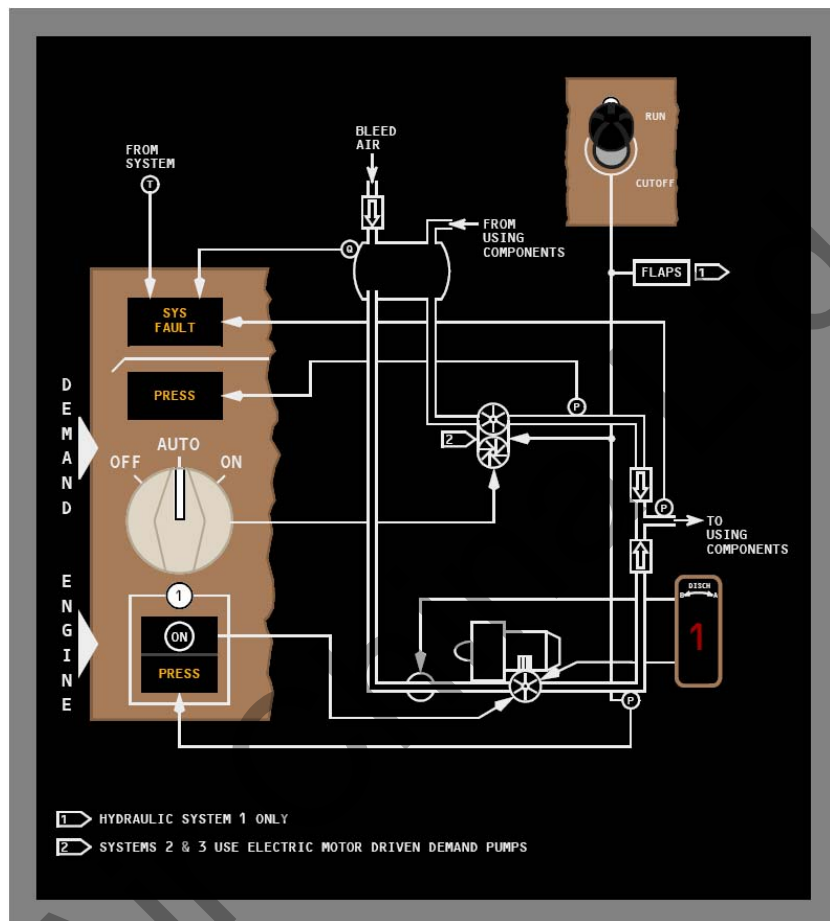 RUN
CUTOFF
BLEED
AIR
FROM
SYSTEM
T
FROM
USING
COMPONENTS
Q
FLAPS 1
SYS
FAULT
PRESS
P
2
DEMAND
OFF AUTO ON
P
TO
USING
COMPONENTS
ENGINE
1
ON
PRESS
DISCH
B A
1
P
1 HYDRAULIC SYSTEM 1 ONLY
2 SYSTEMS 2 & 3 USE ELECTRIC MOTOR DRIVEN DEMAND PUMPS